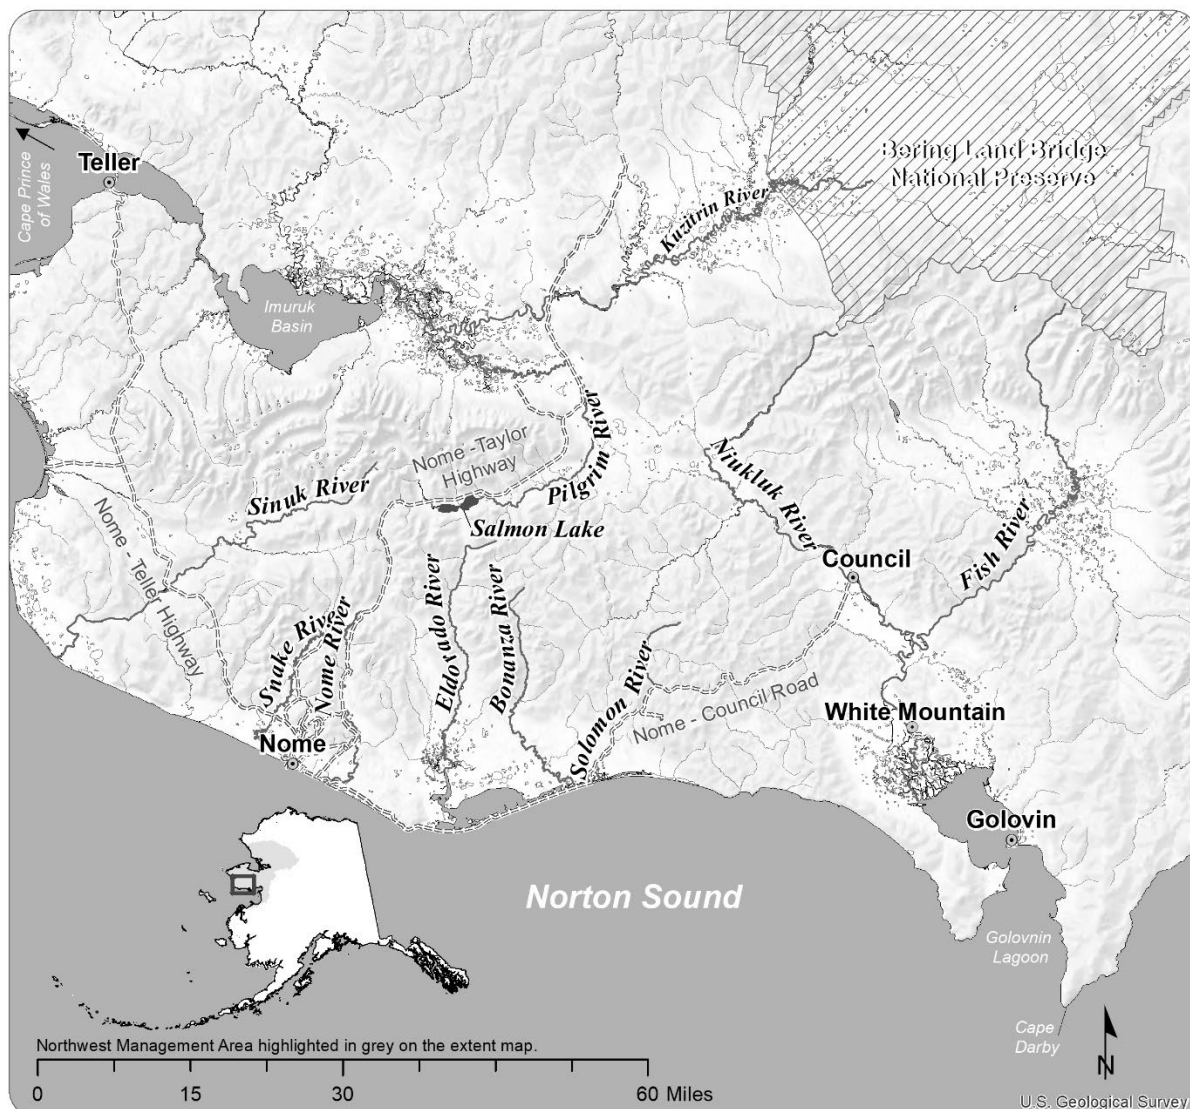 Bering Land Bridge
National Preserve
Teller
Cape Prince
of Wales
Kuzitrin River
Imuruk
Basin
Nome -Taylor
Highway
Pilgrim River
Niukluk River
Sinuk River
Salmon Lake
Nome - Teller Highway
Council
Fish River
Snake River
Nome River
Eldorado River
Bonanza River
Solomon River
Nome - Council Road
White Mountain
Nome
Golovin
Norton Sound
Golovnin
Lagoon
Cape
Darby
N
Northwest Management Area highlighted in grey on the extent map.
0 15 30 60 Miles
U.S. Geological Survey